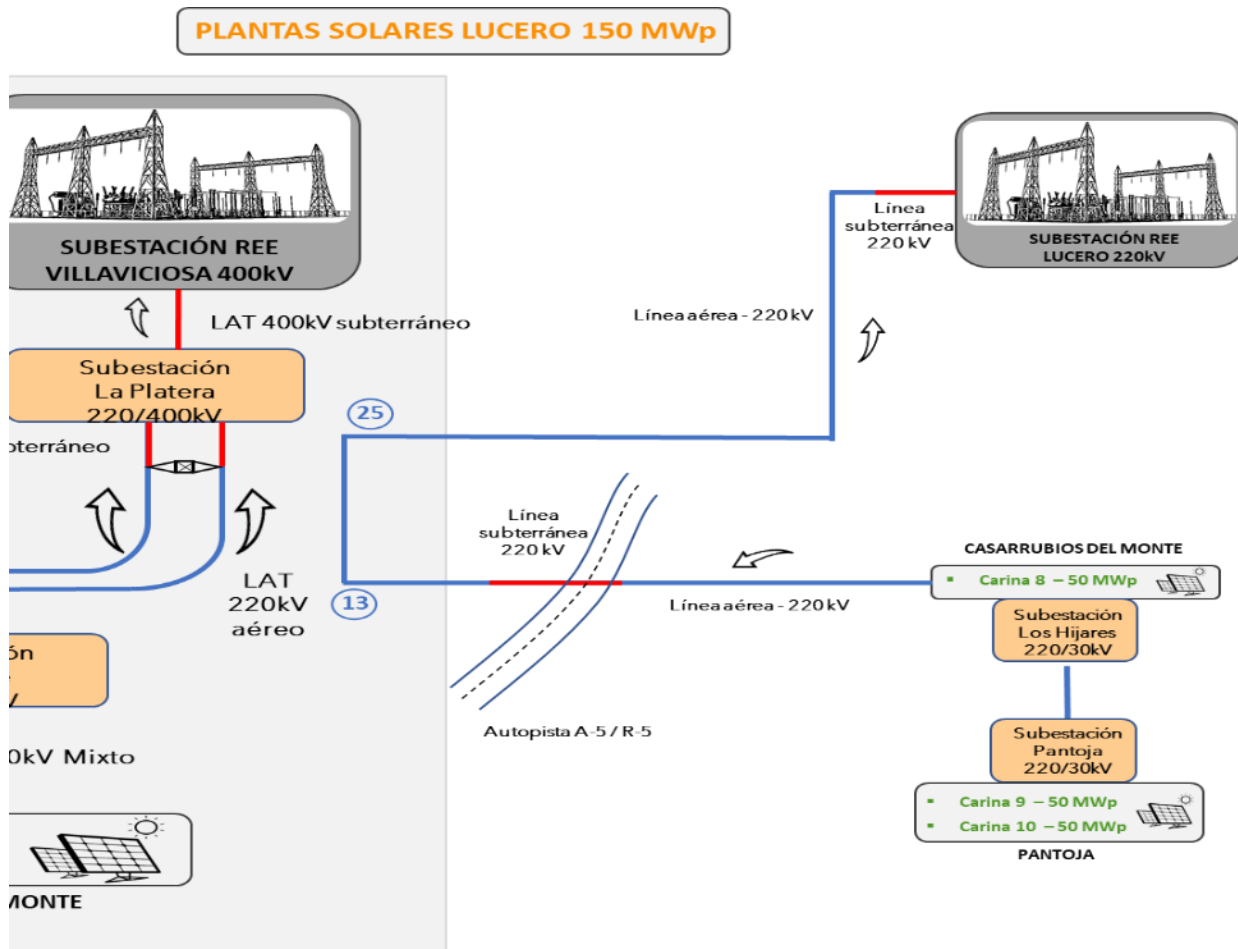 PLANTAS SOLARES LUCERO 150 MWp
SUBESTACIÓN REE
VILLAVICIOSA 400kV
LAT 400kV subterráneo
Subestación
La Platera
220/400kV
LAT
220kV
aéreo
0kV Mixto
MONTE
25
13
Línea
subterránea
220 kV
SUBESTACIÓN REE
LUCERO 220kV
Línea aérea - 220 kV
Línea
subterránea
220 kV
Línea aérea - 220 kV
Autopista A-5 / R-5
CASARRUBIOS DEL MONTE
▪ Carina 8 – 50 MWp
Subestación
Los Hijares
220/30kV
Subestación
Pantoja
220/30kV
▪ Carina 9 – 50 MWp
▪ Carina 10 – 50 MWp
PANTOJA